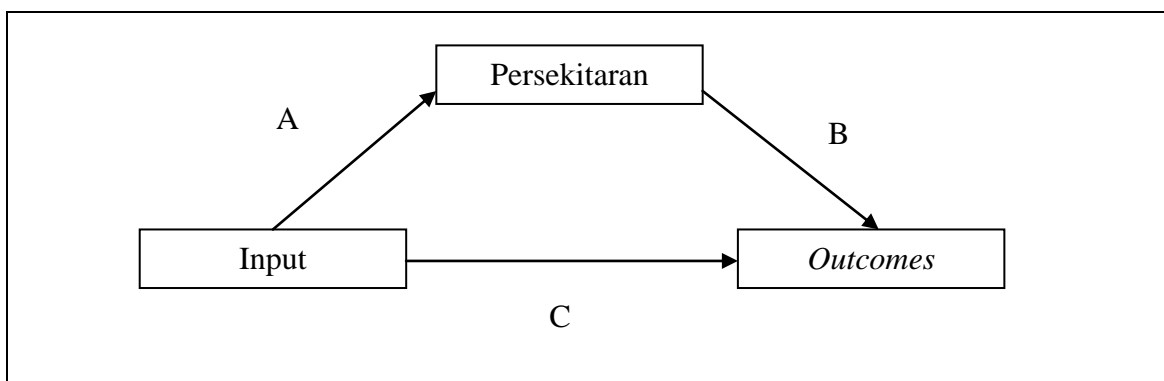 Persekitaran
A
B
Input
Outcomes
C